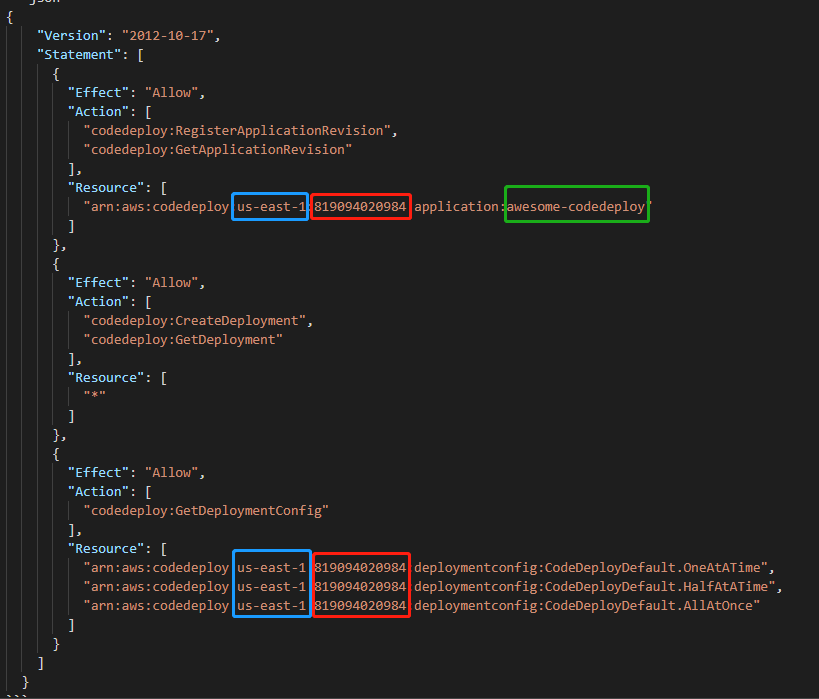 json
{
"Version": "2012-10-17",
"Statement": [
{
"Effect": "Allow",
"Action": [
"codedeploy:RegisterApplicationRevision",
"codedeploy:GetApplicationRevision"
],
"Resource": [
"arn:aws:codedeploy:us-east-1:819094020984:application:awesome-codedeploy"
]
},
{
"Effect": "Allow",
"Action": [
"codedeploy:CreateDeployment",
"codedeploy:GetDeployment"
],
"Resource": [
"*"
]
},
{
"Effect": "Allow",
"Action": [
"codedeploy:GetDeploymentConfig"
],
"Resource": [
"arn:aws:codedeploy:us-east-1:819094020984:deploymentconfig:CodeDeployDefault.OneAtATime",
"arn:aws:codedeploy:us-east-1:819094020984:deploymentconfig:CodeDeployDefault.HalfAtATime",
"arn:aws:codedeploy:us-east-1:819094020984:deploymentconfig:CodeDeployDefault.AllAtOnce"
]
}
]
}
```